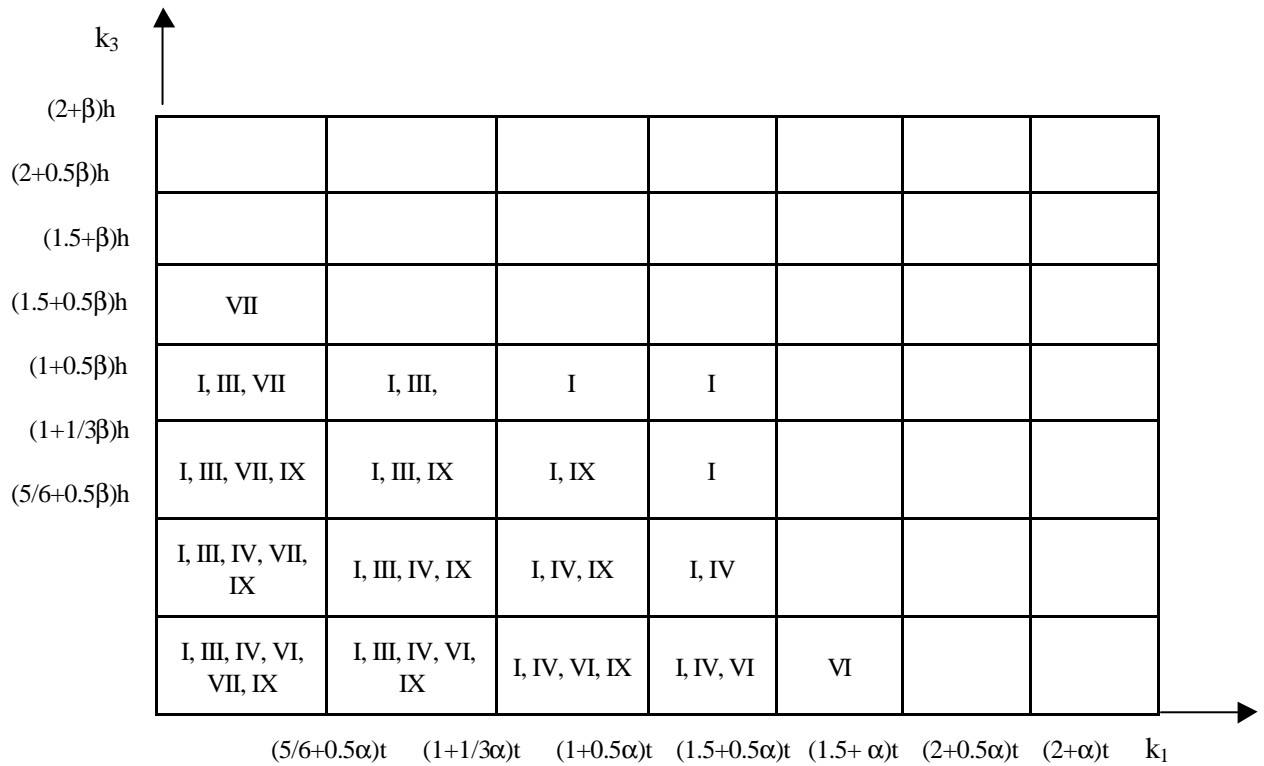 k3
(2+β)h
(2+0.5β)h
(1.5+β)h
(1.5+0.5β)h
VII
(1+0.5β)h
I, III, VII
I, III,
I
I
(1+1/3β)h
I, III, VII, IX
I, III, IX
I, IX
I
(5/6+0.5β)h
I, III, IV, VII,
IX
I, III, IV, IX
I, IV, IX
I, IV
I, III, IV, VI,
VII, IX
I, III, IV, VI,
IX
I, IV, VI, IX
I, IV, VI
VI
(5/6+0.5α)t (1+1/3α)t (1+0.5α)t (1.5+0.5α)t (1.5+ α)t (2+0.5α)t (2+α)t k1